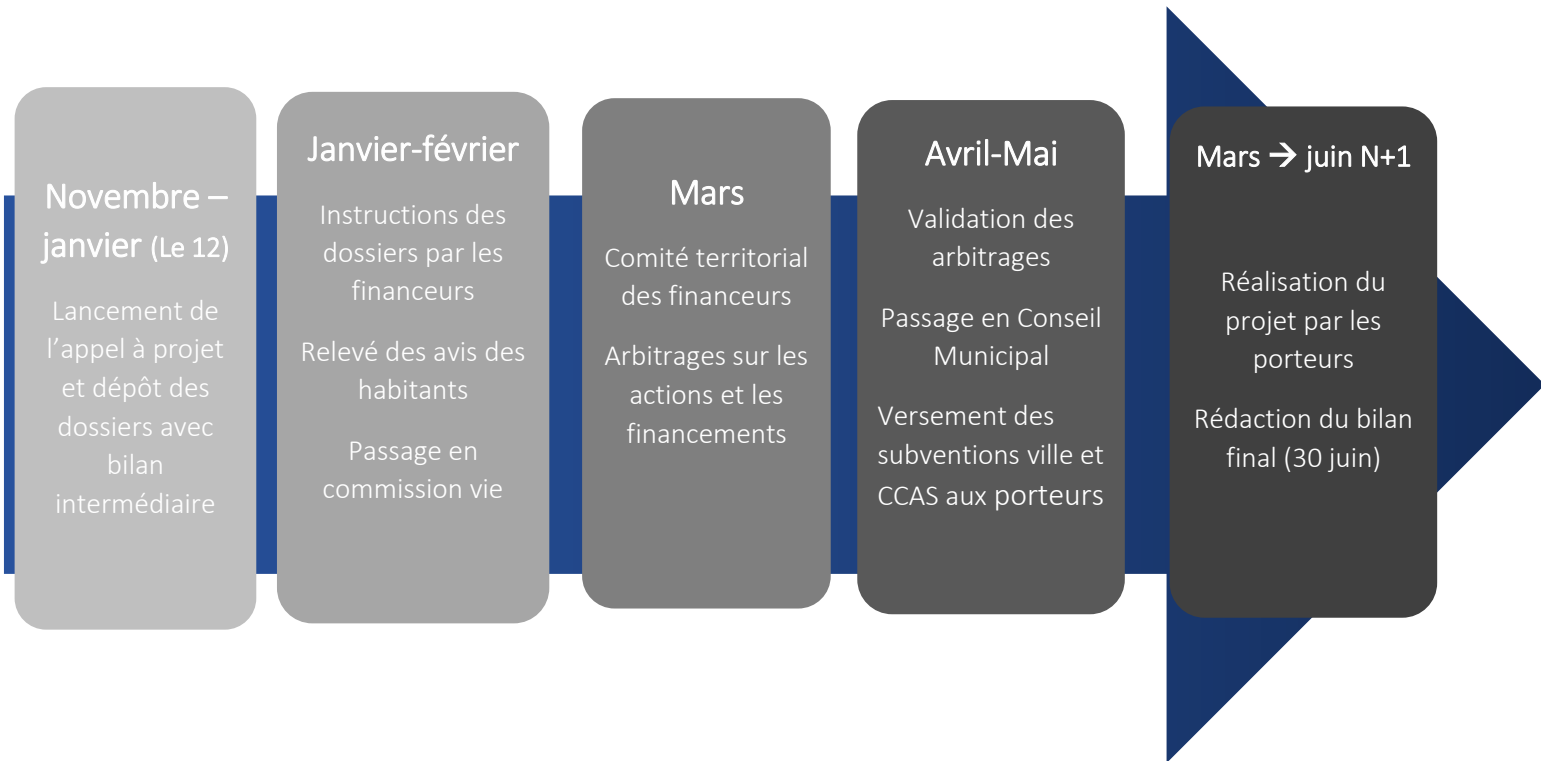 Novembre –
janvier (Le 12)
Lancement de
l’appel à projet
et dépôt des
dossiers avec
bilan
intermédiaire
Janvier-février
Instructions des
dossiers par les
financeurs
Relevé des avis des
habitants
Passage en
commission vie
Mars
Comité territorial
des financeurs
Arbitrages sur les
actions et les
financements
Avril-Mai
Validation des
arbitrages
Passage en Conseil
Municipal
Versement des
subventions ville et
CCAS aux porteurs
Mars → juin N+1
Réalisation du
projet par les
porteurs
Rédaction du bilan
final (30 juin)